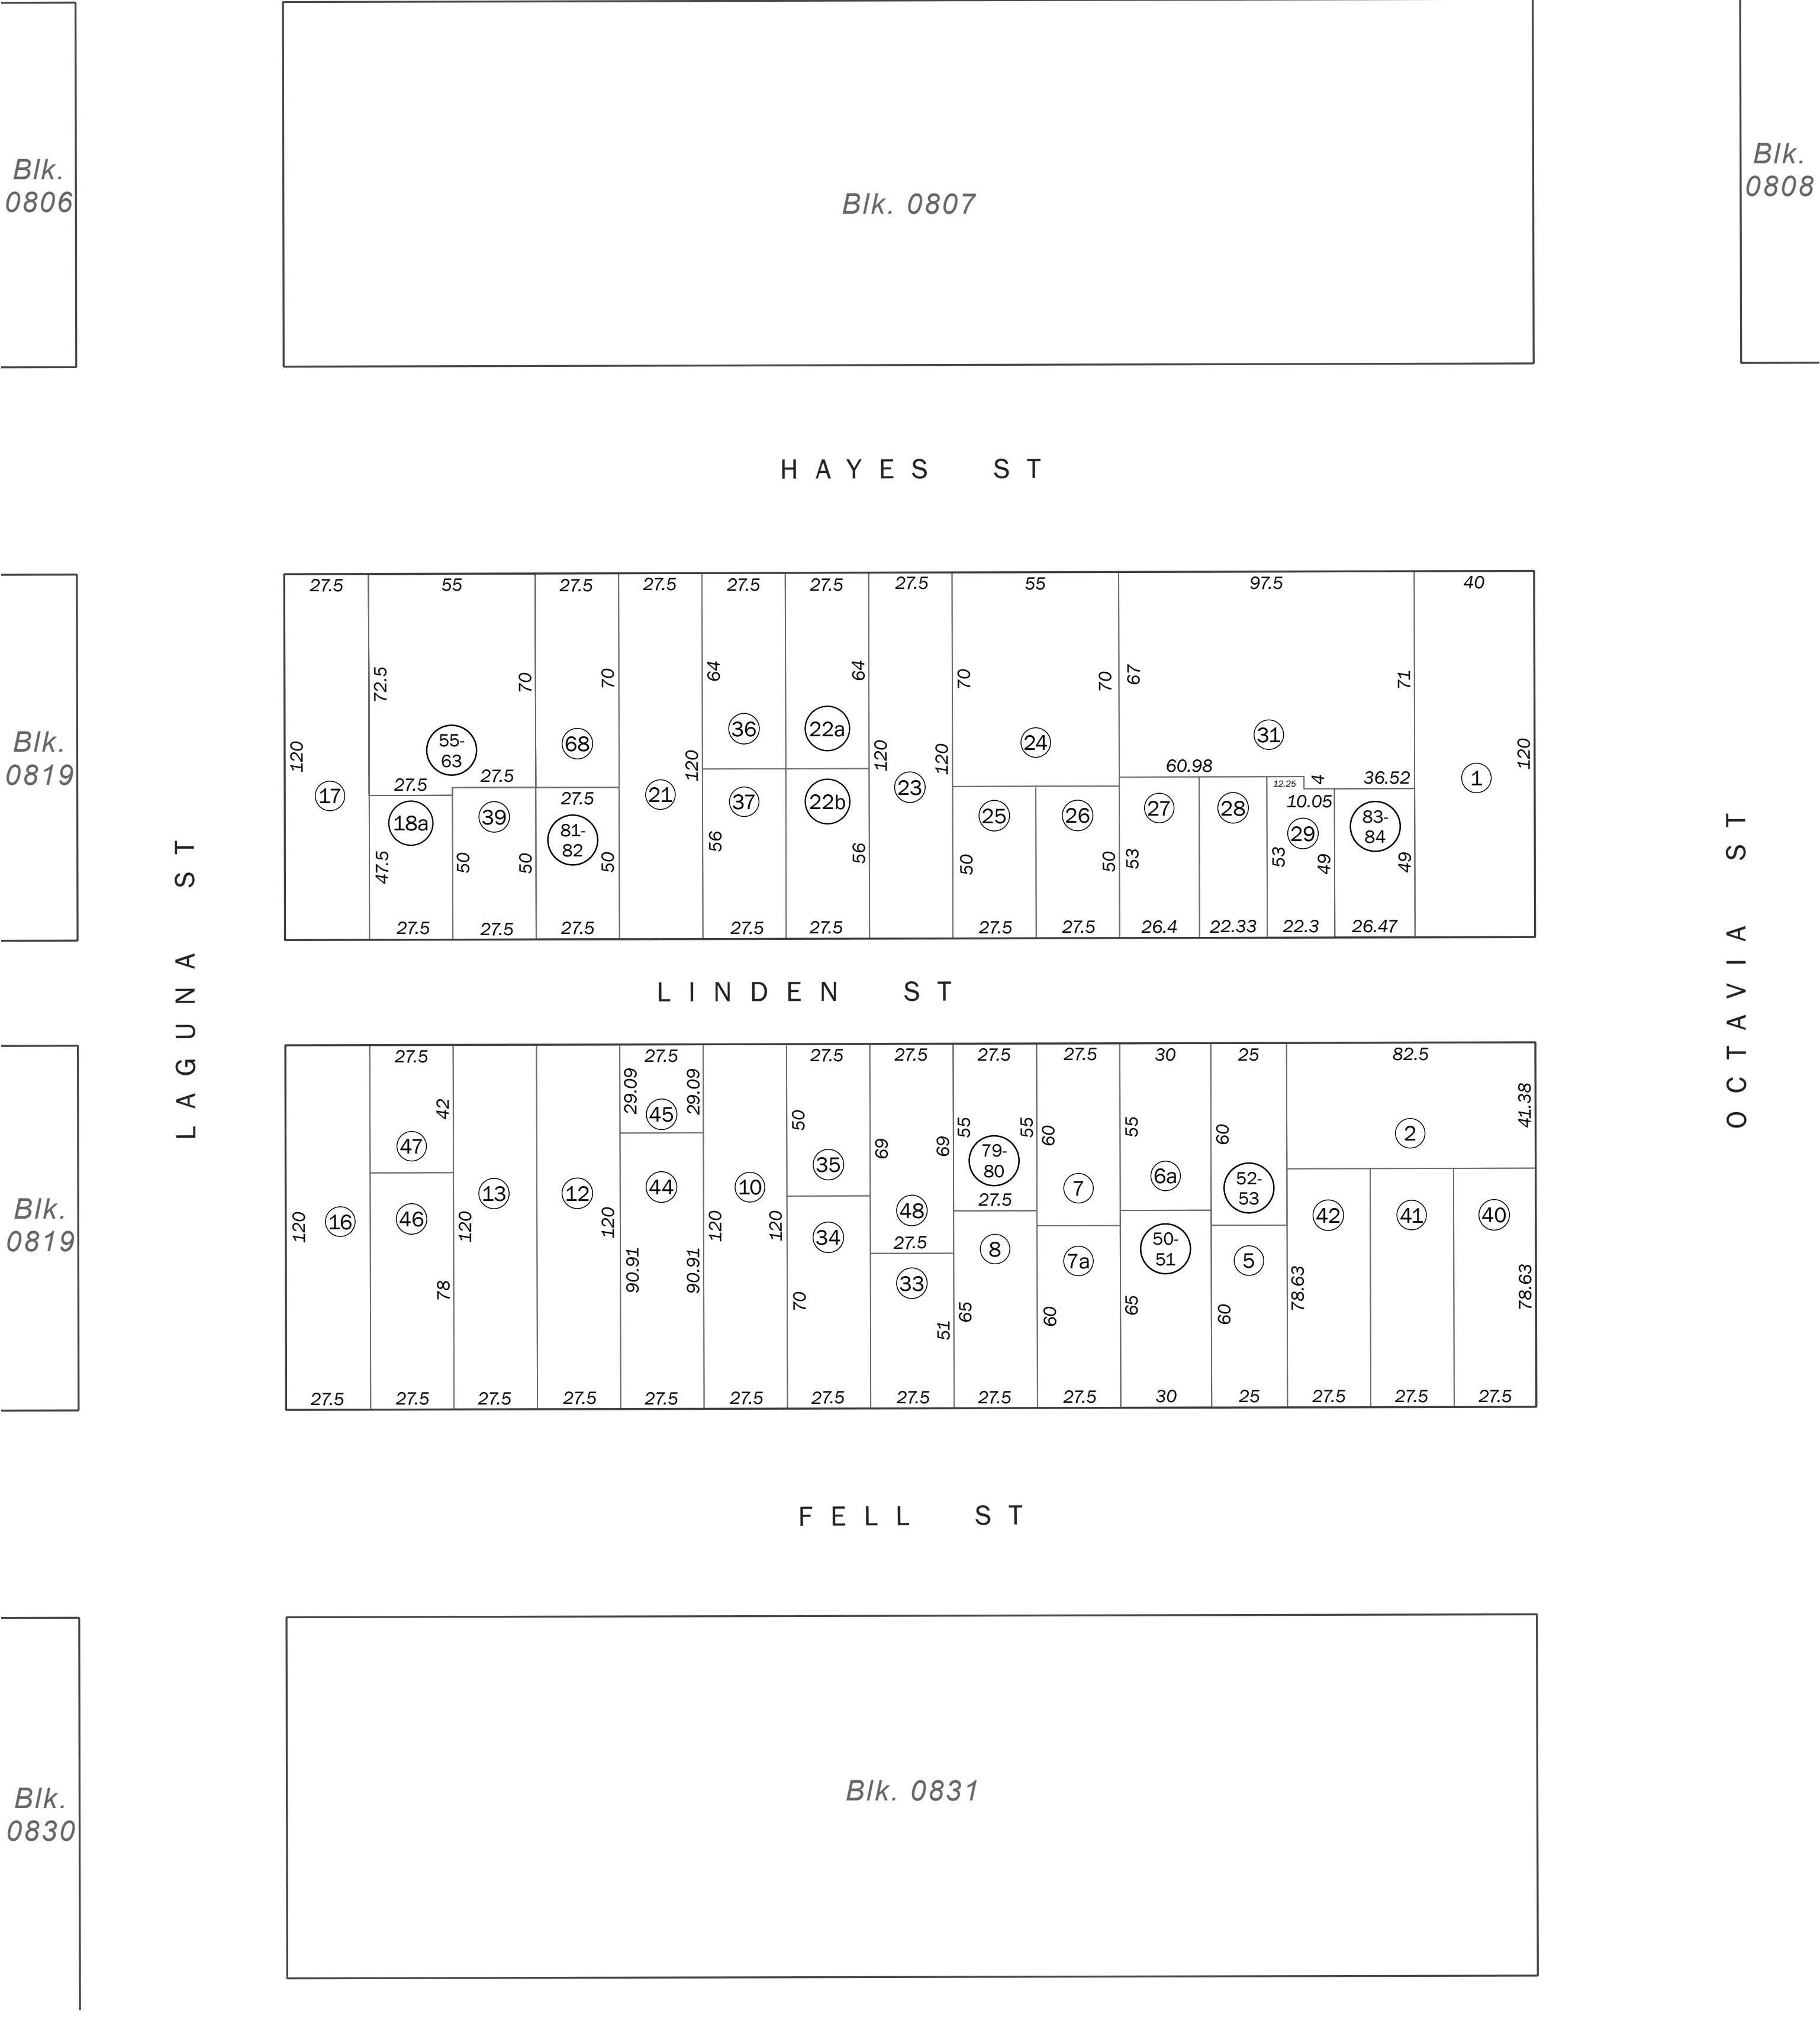 Blk.
0806
Blk. 0807
Blk.
0808
HAYES ST
27.5 55 27.5 27.5 27.5 27.5 27.5 55 97.5 40
72.5 70 70 64 64 70 70 67 71
120 120 120 120 120
55-
63
68 36 22a 24 31
Blk.
0819
27.5 27.5 60.98 12.25 4 36.52
17 18a 39 27.5 21 37 22b 23 25 26 27 28 10.05 1
81-
82
29
83-
84
47.5 50 50 50 56 56 50 50 53 53 49 49
27.5 27.5 27.5 27.5 27.5 27.5 27.5 26.4 22.33 22.3 26.47
LAGUNA ST
OCTAVIA ST
LINDEN ST
27.5 27.5 27.5 27.5 27.5 27.5 30 25 82.5
42 29.09 29.09 50 69 69 55 55 60 55 60 41.38
47 45 35 2
79-
80
16 46 13 12 44 10 34 48 7 6a
52-
53
42 41 40
27.5 27.5
Blk.
0819
120 120 120 120 120
33 8 7a
50-
51
5
78 90.91 90.91 70 51 65 60 65 60 78.63 78.63
27.5 27.5 27.5 27.5 27.5 27.5 27.5 27.5 27.5 27.5 30 25 27.5 27.5 27.5
FELL ST
Blk.
0830
Blk. 0831